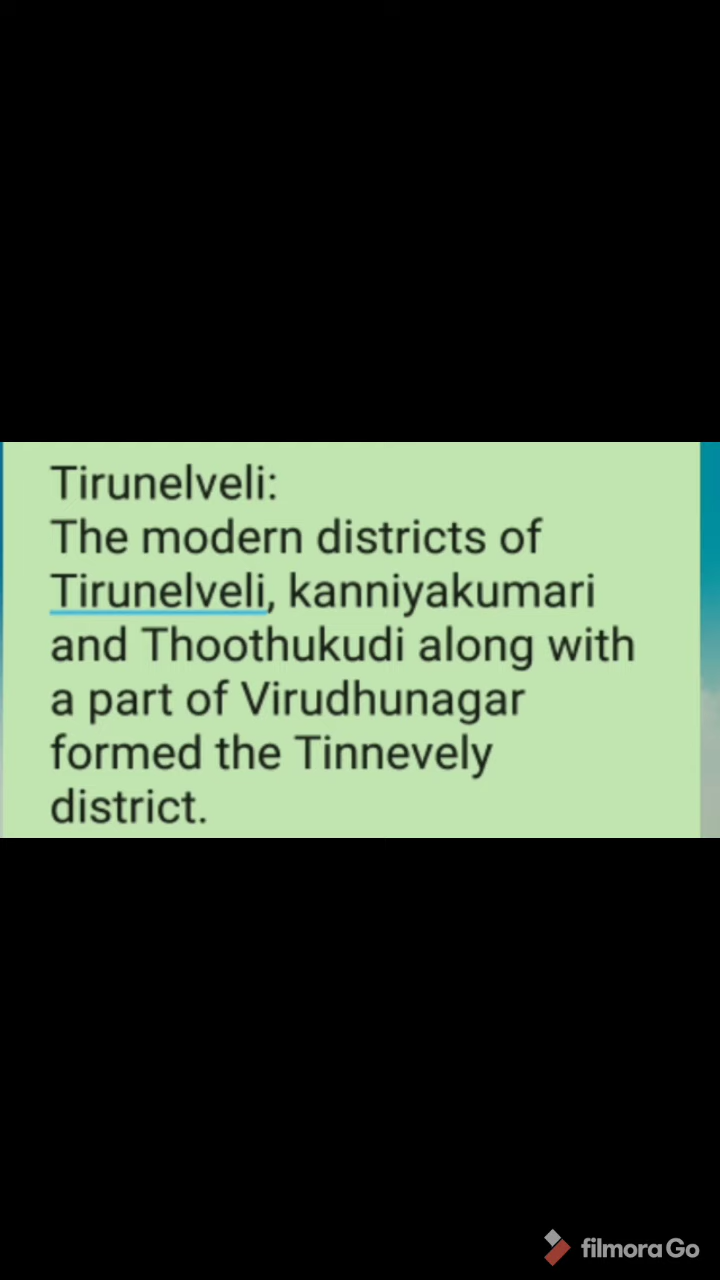 Tirunelveli:
The modern districts of
Tirunelveli, kanniyakumari
and Thoothukudi along with
a part of Virudhunagar
formed the Tinnevely
district.
filmoraGo